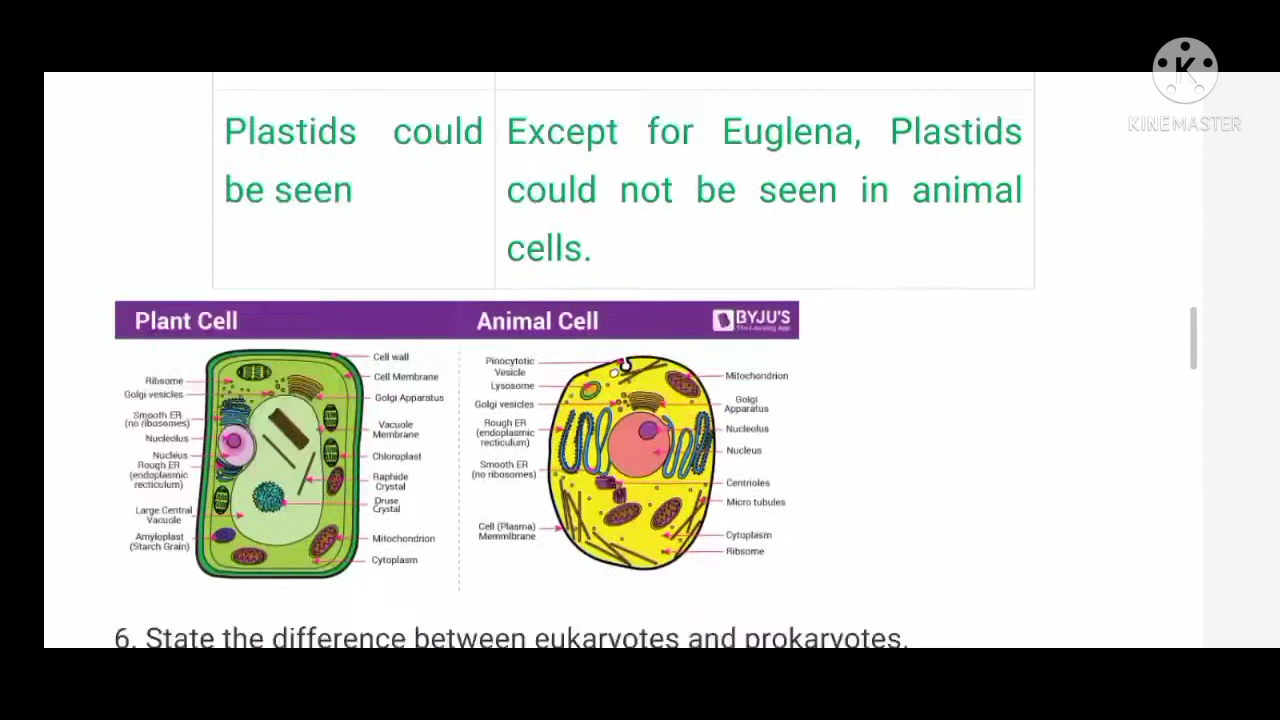 KINEMASTER
Plastids could
be seen
Except for Euglena, Plastids
could not be seen in animal
cells.
Plant Cell
Animal Cell
BYJU'S
The Learning App
Ribsome
Golgi vesicles
Smooth ER
(no ribosomes)
Nucleolus
Nucleus
Rough ER
(endoplasmic
recticulum)
Large Central
Vacuole
Amyloplast
(Starch Grain)
Cell wall
Cell Membrane
Golgi Apparatus
Vacuole
Membrane
Chloroplast
Raphide
Crystal
Druse
Crystal
Mitochondrion
Cytoplasm
Pinocytotic
Vesicle
Lysosome
Golgi vesicles
Rough ER
(endoplasmic
recticulum)
Smooth ER
(no ribosomes)
Cell (Plasma)
Memmlbrane
Mitochondrion
Golgi
Apparatus
Nucleolus
Nucleus
Centrioles
Micro tubules
Cytoplasm
Ribsome
6. State the difference between eukaryotes and prokaryotes.